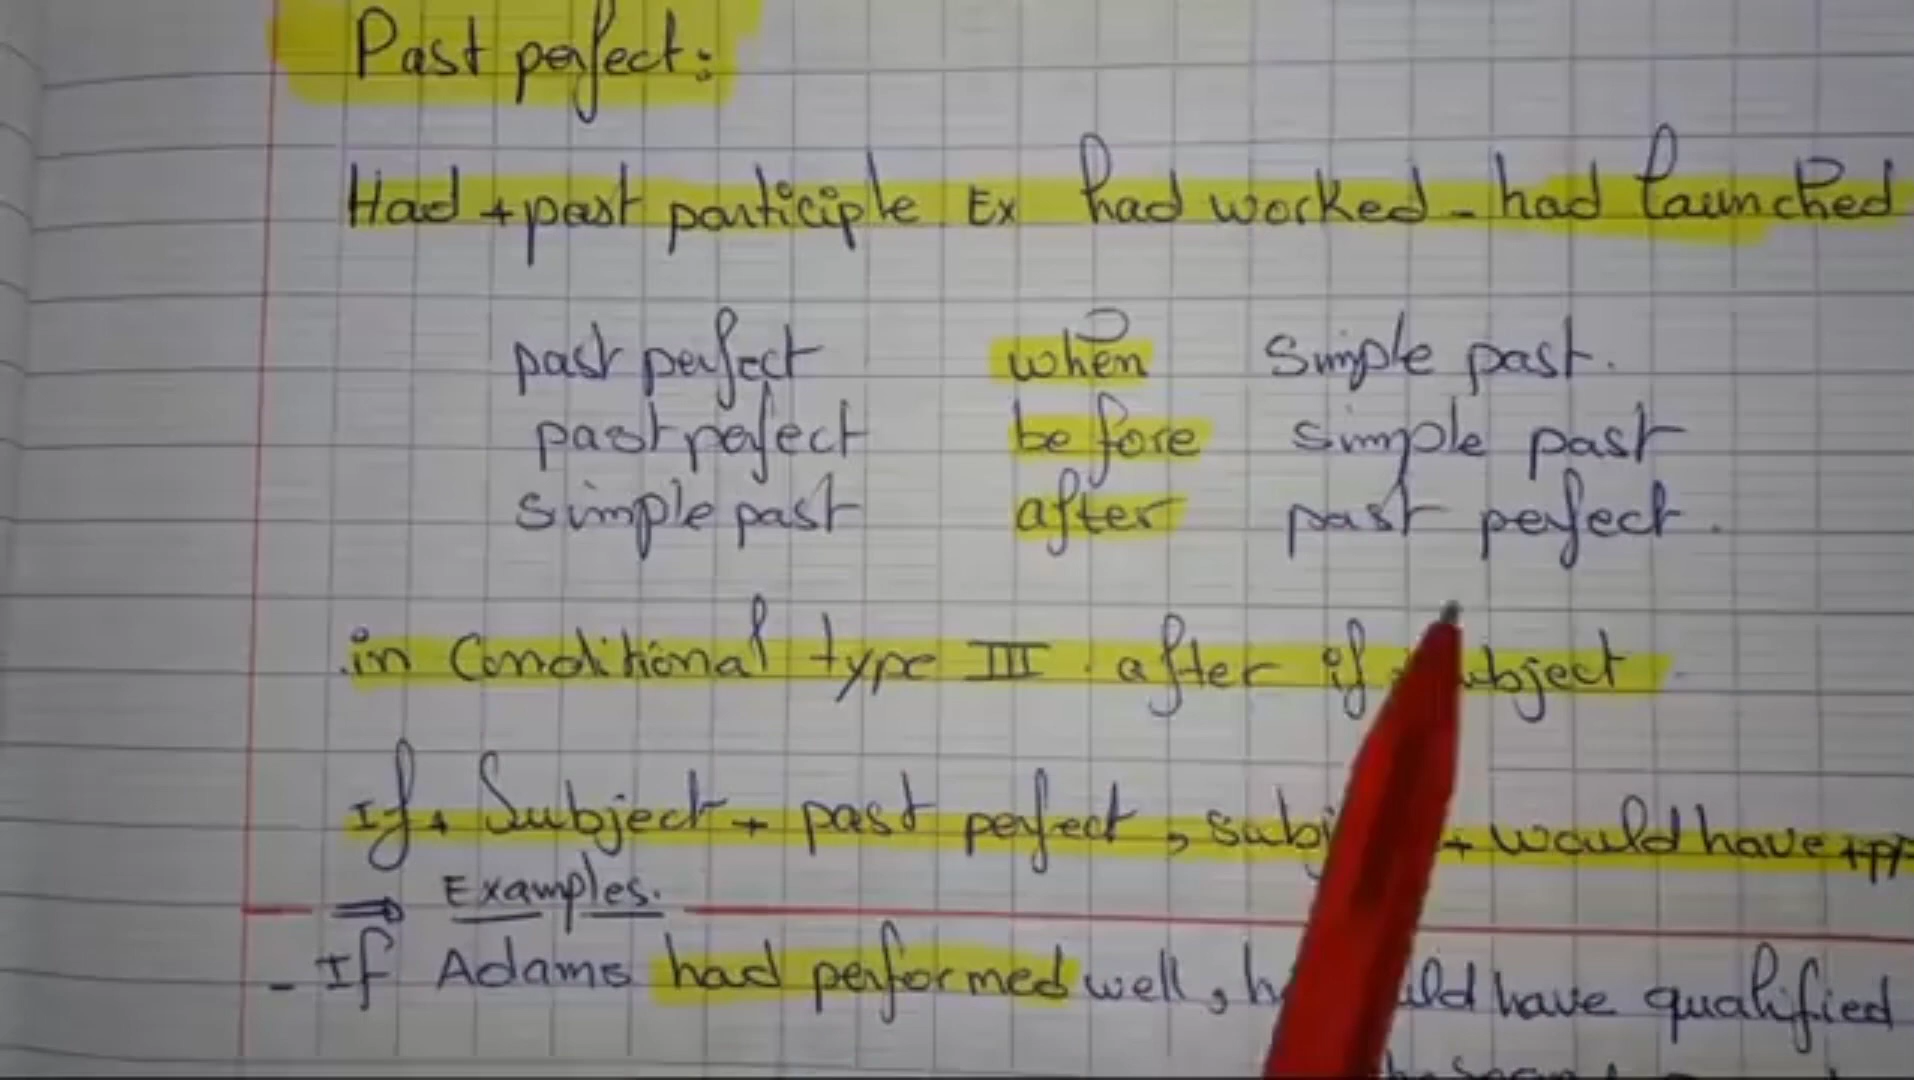 Past perfect:
Had + past participle Ex had worked - had launched
past perfect when simple past.
past perfect before simple past
simple past after past perfect.
in Conditional type III . after if subject
If + Subject + past perfect, subj + would have + pp
⇒ Examples.
- If Adams had performed well, have qualified